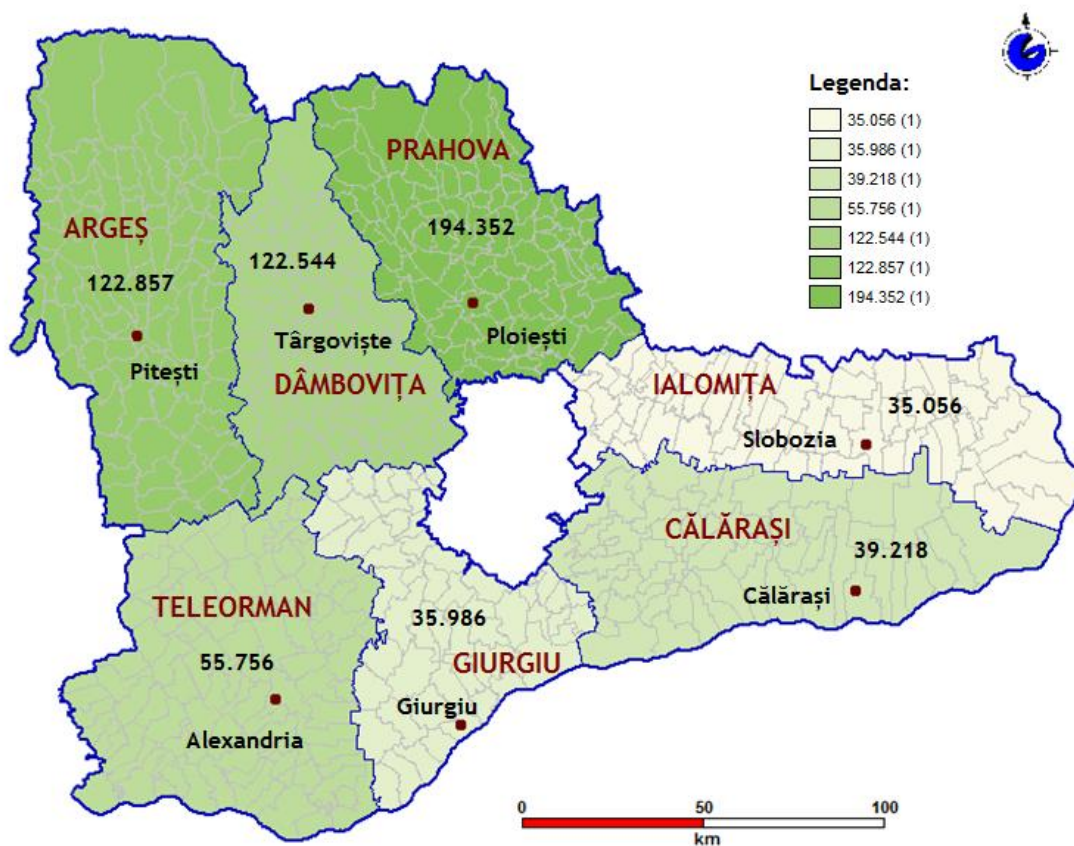 Legenda:
35.056 (1)
35.986 (1)
39.218 (1)
55.756 (1)
122.544 (1)
122.857 (1)
194.352 (1)
PRAHOVA
194.352
Ploiești
ARGEȘ
122.857
Pitești
122.544
Târgoviște
DÂMBOVIȚA
IALOMIȚA
35.056
Slobozia
CĂLĂRAȘI
39.218
Călărași
TELEORMAN
55.756
Alexandria
35.986
GIURGIU
Giurgiu
0 50 100
km